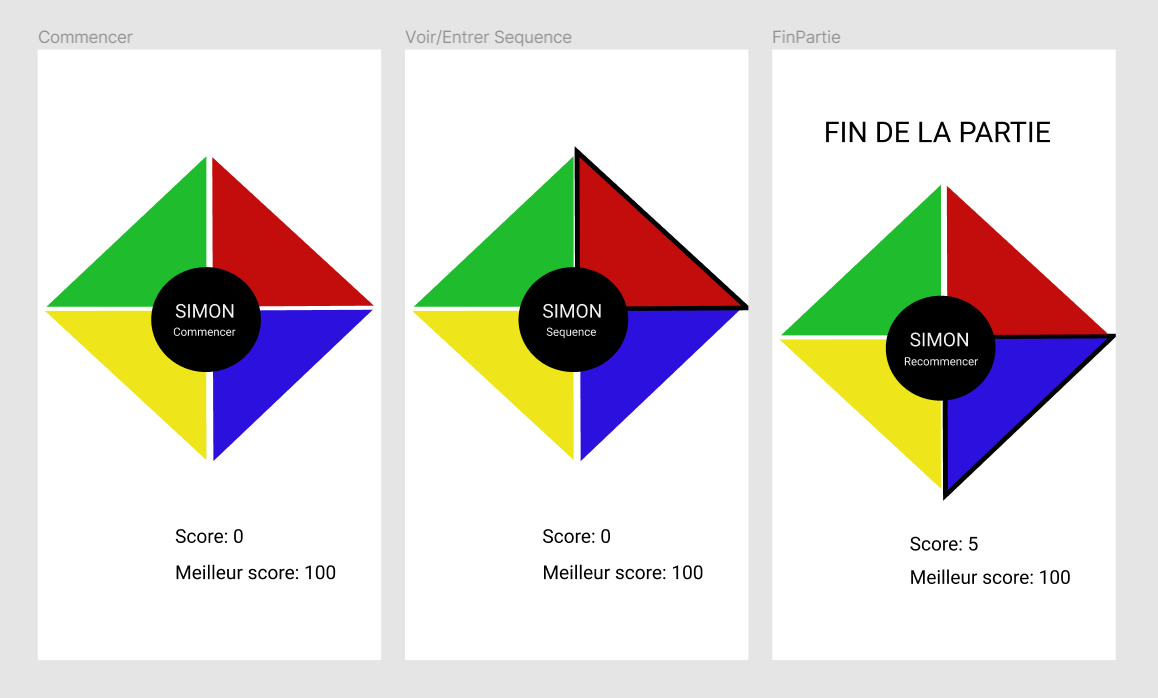 Commencer
SIMON
Commencer
Score: 0
Meilleur score: 100
Voir/Entrer Sequence
SIMON
Sequence
Score: 0
Meilleur score: 100
FinPartie
FIN DE LA PARTIE
SIMON
Recommencer
Score: 5
Meilleur score: 100